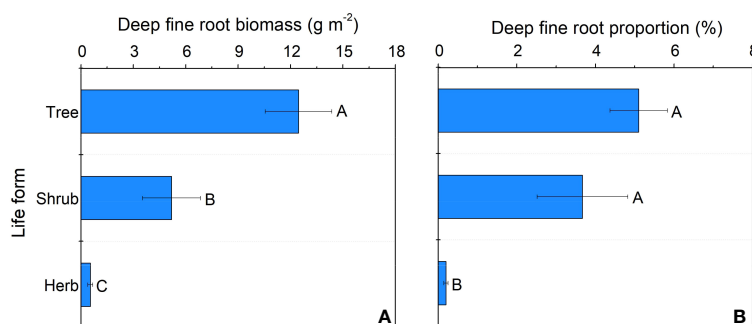 Deep fine root biomass (g m⁻²)
0 3 6 9 12 15 18
Life form
Tree A
Shrub B
Herb C
A
Deep fine root proportion (%)
0 2 4 6 8
A
A
B
B